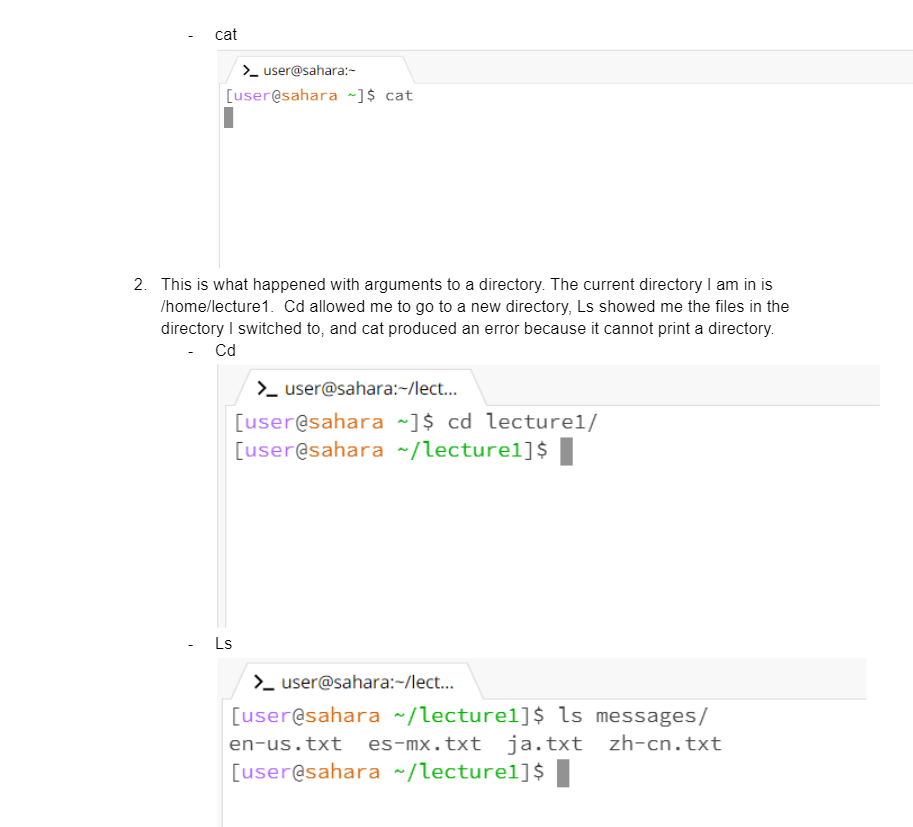 - cat
>_ user@sahara:~
[user@sahara ~]$ cat
2. This is what happened with arguments to a directory. The current directory I am in is
/home/lecture1. Cd allowed me to go to a new directory, Ls showed me the files in the
directory I switched to, and cat produced an error because it cannot print a directory.
- Cd
>_ user@sahara:~/lect...
[user@sahara ~]$ cd lecture1/
[user@sahara ~/lecture1]$
- Ls
>_ user@sahara:~/lect...
[user@sahara ~/lecture1]$ ls messages/
en-us.txt es-mx.txt ja.txt zh-cn.txt
[user@sahara ~/lecture1]$